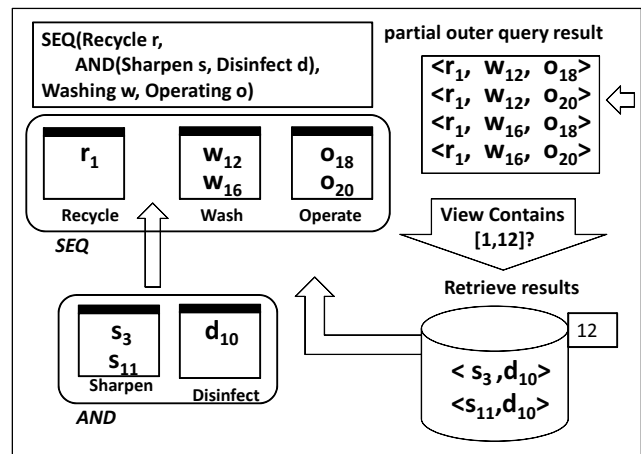 SEQ(Recycle r,
AND(Sharpen s, Disinfect d),
Washing w, Operating o)
partial outer query result
<r1, w12, o18>
<r1, w12, o20>
<r1, w16, o18>
<r1, w16, o20>
r1
w12
w16
o18
o20
Recycle
Wash
Operate
SEQ
View Contains
[1,12]?
Retrieve results
12
< s3 ,d10>
<s11,d10>
s3
s11
d10
Sharpen
Disinfect
AND